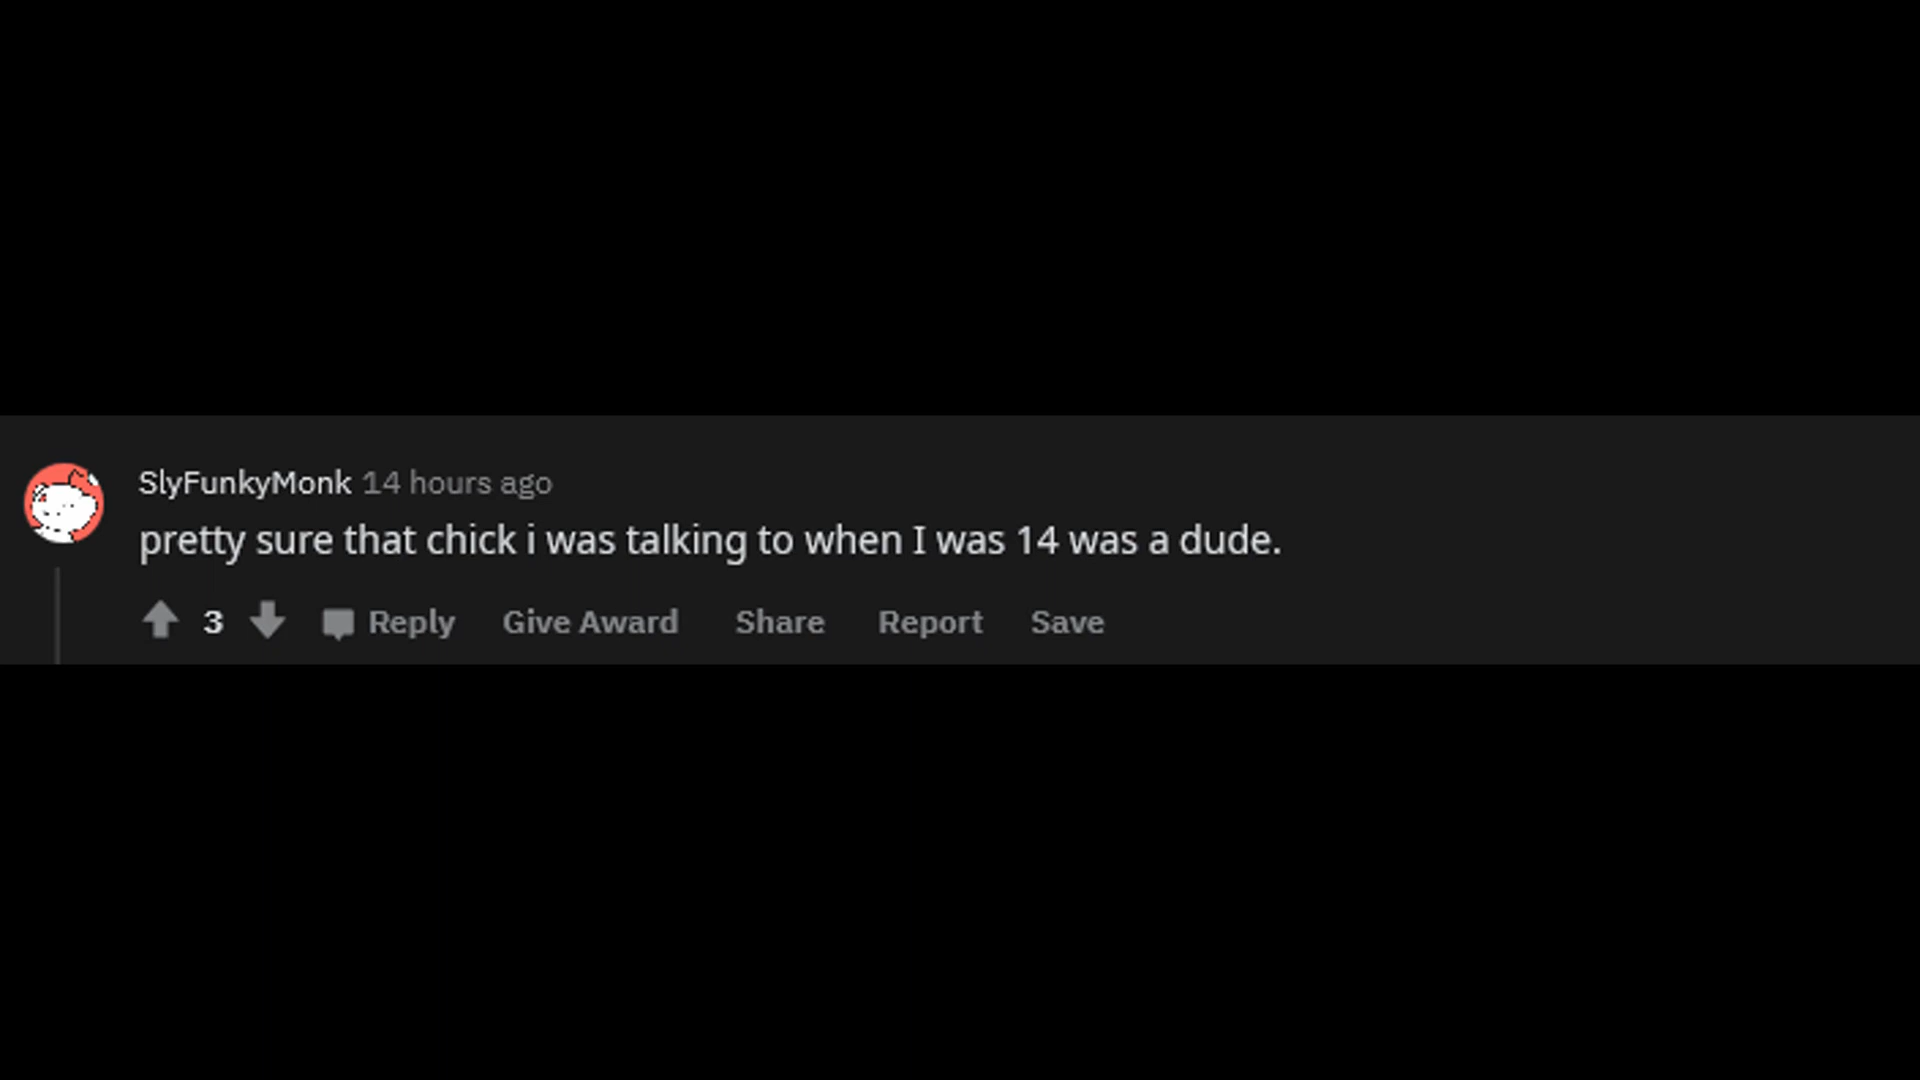 SlyFunkyMonk 14 hours ago
pretty sure that chick i was talking to when I was 14 was a dude.
3 Reply Give Award Share Report Save